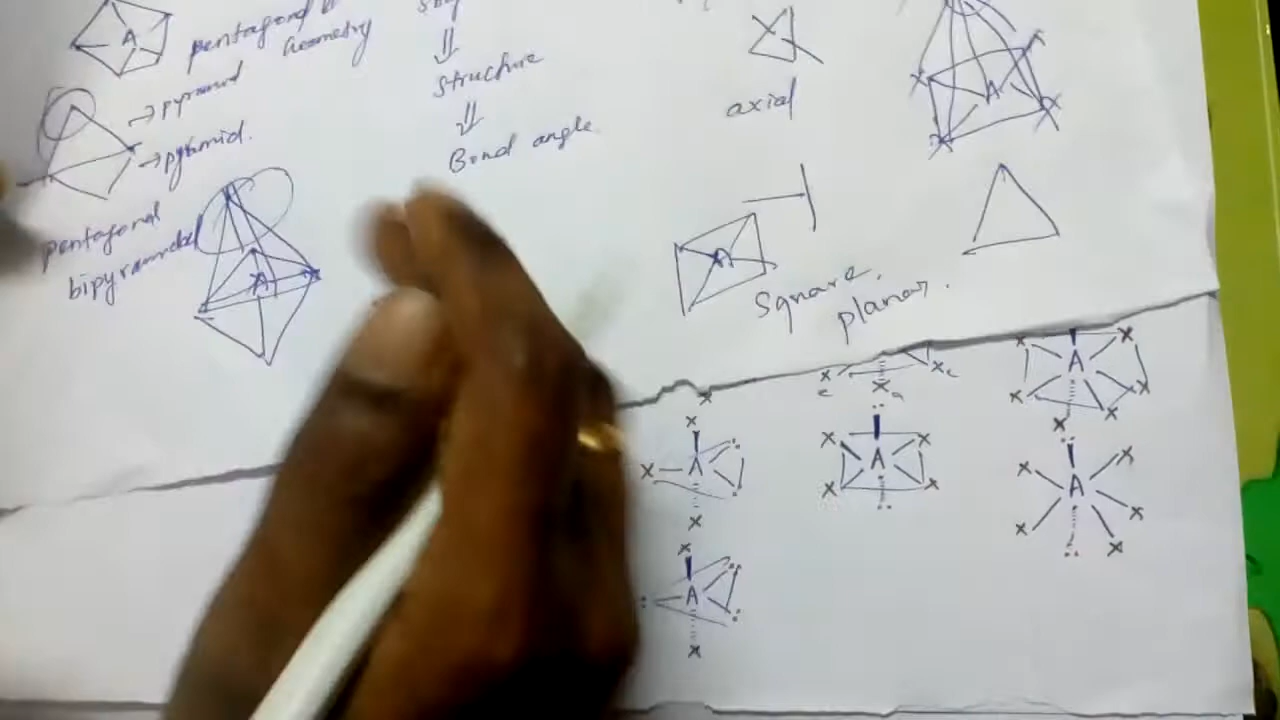 A
pentagonal
Geometry
→ pyramid
→ pyramid.
pentagonal
bipyramidal
A
⇓
Structure
⇓
Bond angle
axial
X
A
X
X
X
A
Square
planar.
X
e
X e
X a
X
A
X
X
X
X
X
X
X
X
A
X
X
A
X
X
A
X
X
X
X
X
A
X
X
X
X
X
A
X